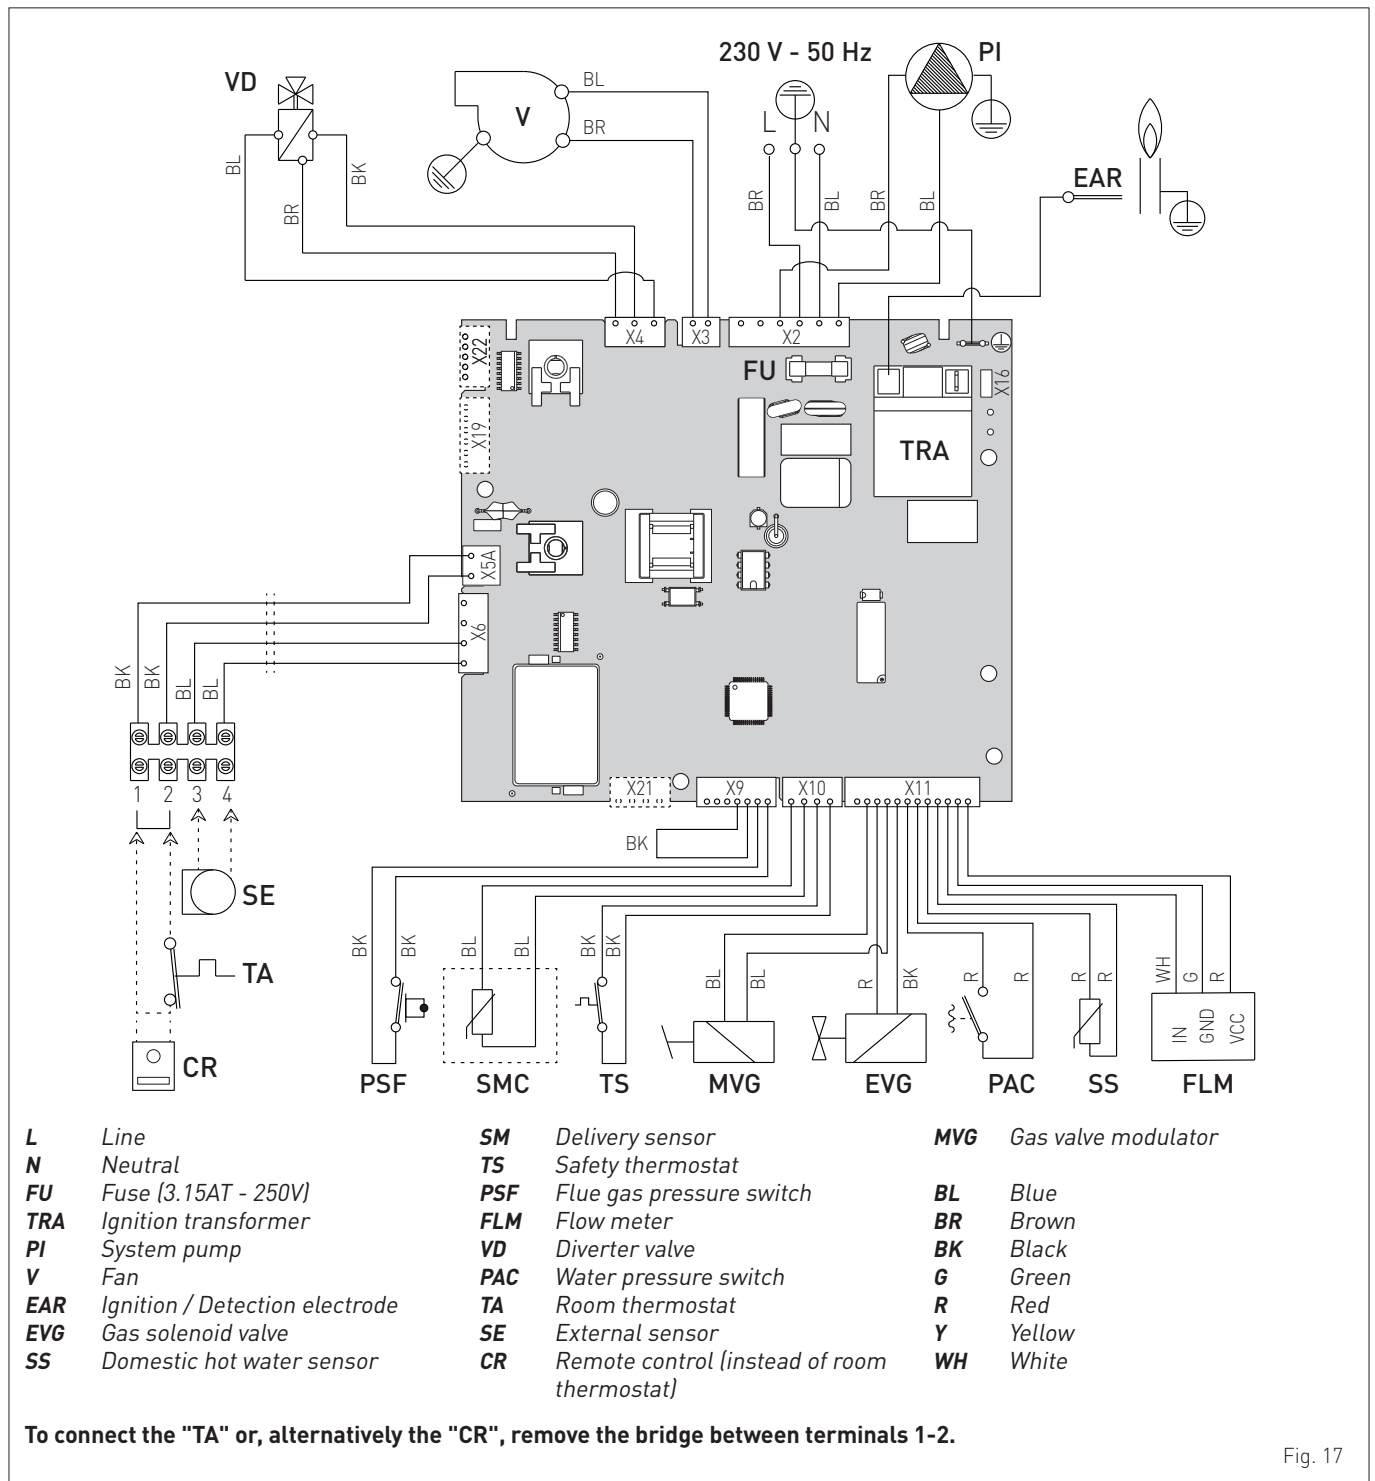 230 V - 50 Hz
PI
VD
V
BL
BR
L
N
EAR
BL
BR
BK
BR
BL
BR
BL
X4
X3
X2
X22
FU
X16
X19
TRA
X5A
X6
BK
BK
BL
BL
1 2 3 4
X21
X9
X10
X11
BK
SE
TA
CR
BK
BK
BL
BL
BK
BK
BL
BL
R
BK
R
R
R
R
WH
G
R
IN
GND
VCC
PSF
SMC
TS
MVG
EVG
PAC
SS
FLM
L Line
N Neutral
FU Fuse (3.15AT - 250V)
TRA Ignition transformer
PI System pump
V Fan
EAR Ignition / Detection electrode
EVG Gas solenoid valve
SS Domestic hot water sensor
SM Delivery sensor
TS Safety thermostat
PSF Flue gas pressure switch
FLM Flow meter
VD Diverter valve
PAC Water pressure switch
TA Room thermostat
SE External sensor
CR Remote control (instead of room
thermostat)
MVG Gas valve modulator
BL Blue
BR Brown
BK Black
G Green
R Red
Y Yellow
WH White
To connect the "TA" or, alternatively the "CR", remove the bridge between terminals 1-2.
Fig. 17